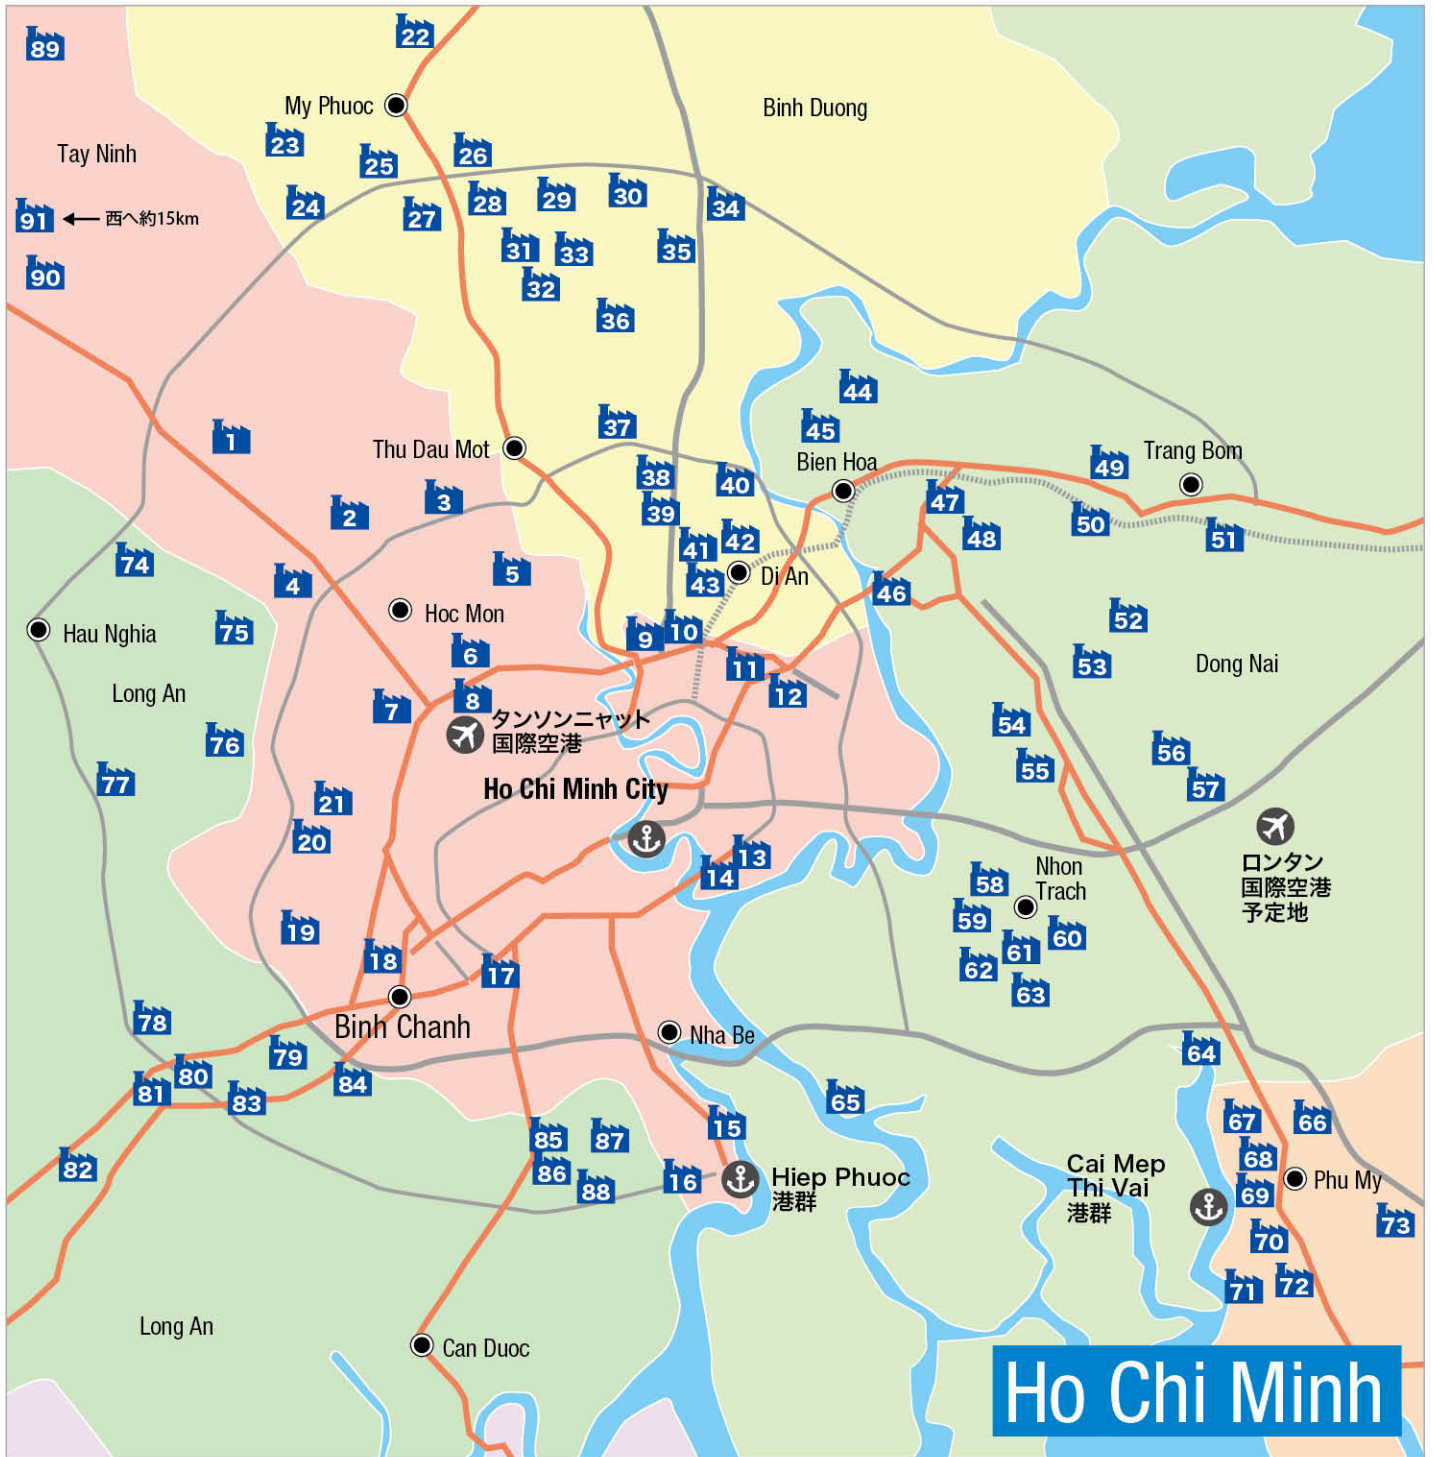 89
22
My Phuoc
Binh Duong
23
26
25
Tay Ninh
24
28
29
30
34
27
91
西へ約15km
31
33
35
90
32
36
44
37
45
1
Thu Dau Mot
Trang Bom
49
Bien Hoa
38
40
3
47
2
39
50
48
51
42
41
74
5
4
43
Di An
46
Hoc Mon
52
75
Hau Nghia
9
10
6
53
Dong Nai
11
Long An
8
12
7
タンソンニャット
国際空港
54
76
56
55
77
57
Ho Chi Minh City
21
20
13
14
ロンタン
国際空港
予定地
Nhon
Trach
58
59
19
60
61
18
62
17
63
78
Binh Chanh
Nha Be
79
64
80
84
81
83
65
15
67
66
85
87
68
82
86
16
88
Hiep Phuoc
港群
Cai Mep
Thi Vai
港群
69
Phu My
73
70
71
72
Long An
Can Duoc
Ho Chi Minh